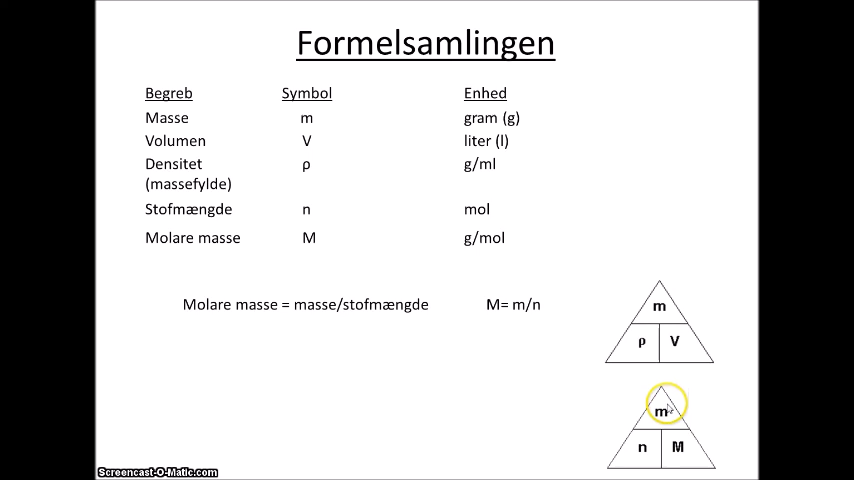 Formelsamlingen
Begreb Symbol Enhed
Masse m gram (g)
Volumen V liter (l)
Densitet ρ g/ml
(massefylde)
Stofmængde n mol
Molare masse M g/mol
Molare masse = masse/stofmængde M= m/n
m
ρ V
m
n M
Screencast-O-Matic.com